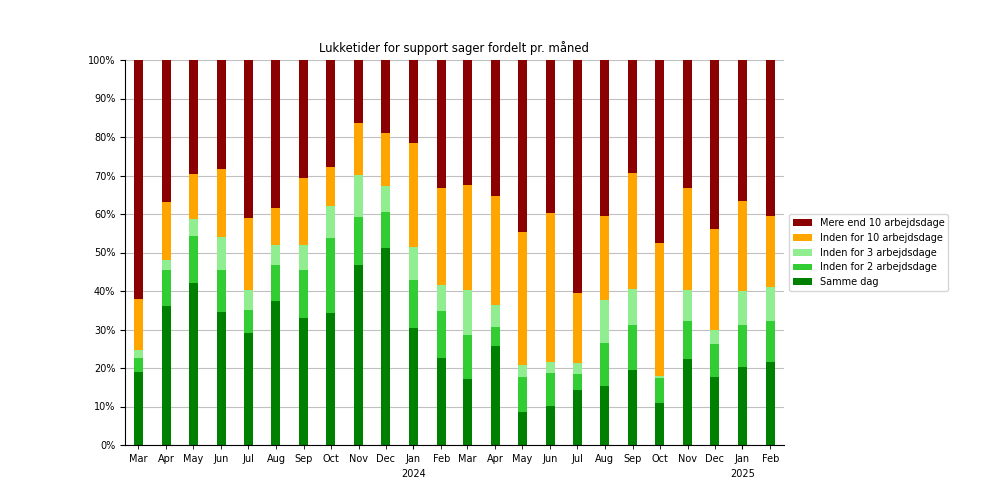 Lukketider for support sager fordelt pr. måned
100%
90%
80%
70%
60%
50%
40%
30%
20%
10%
0%
Mar Apr May Jun Jul Aug Sep Oct Nov Dec Jan Feb Mar Apr May Jun Jul Aug Sep Oct Nov Dec Jan Feb
2024 2025
Mere end 10 arbejdsdage
Inden for 10 arbejdsdage
Inden for 3 arbejdsdage
Inden for 2 arbejdsdage
Samme dag